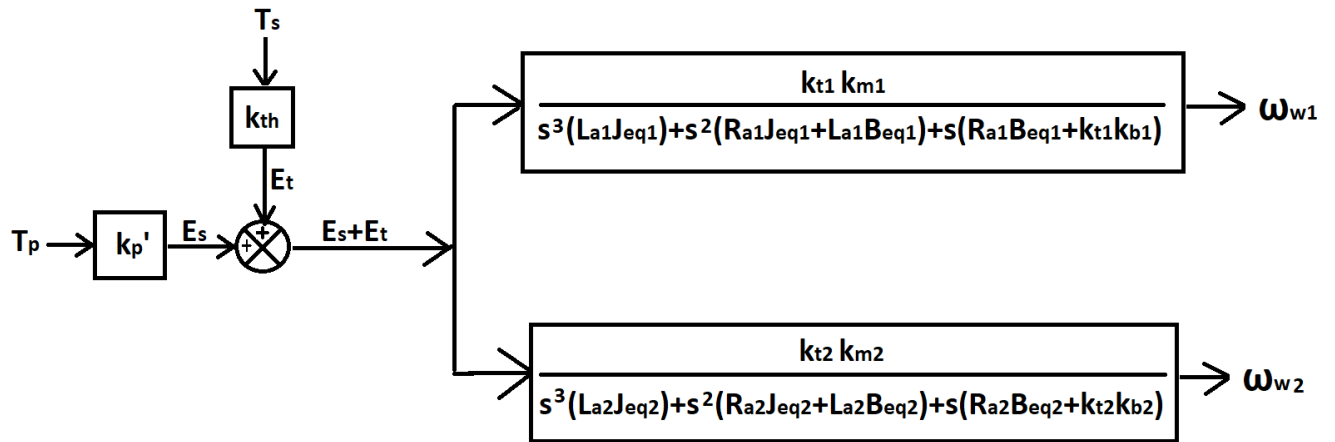 Ts
kth
Et
Tp
kp'
Es
+
+
Es+Et
kt1 km1
s³(La1Jeq1)+s²(Ra1Jeq1+La1Beq1)+s(Ra1Beq1+kt1kb1)
ωw1
kt2 km2
s³(La2Jeq2)+s²(Ra2Jeq2+La2Beq2)+s(Ra2Beq2+kt2kb2)
ωw2